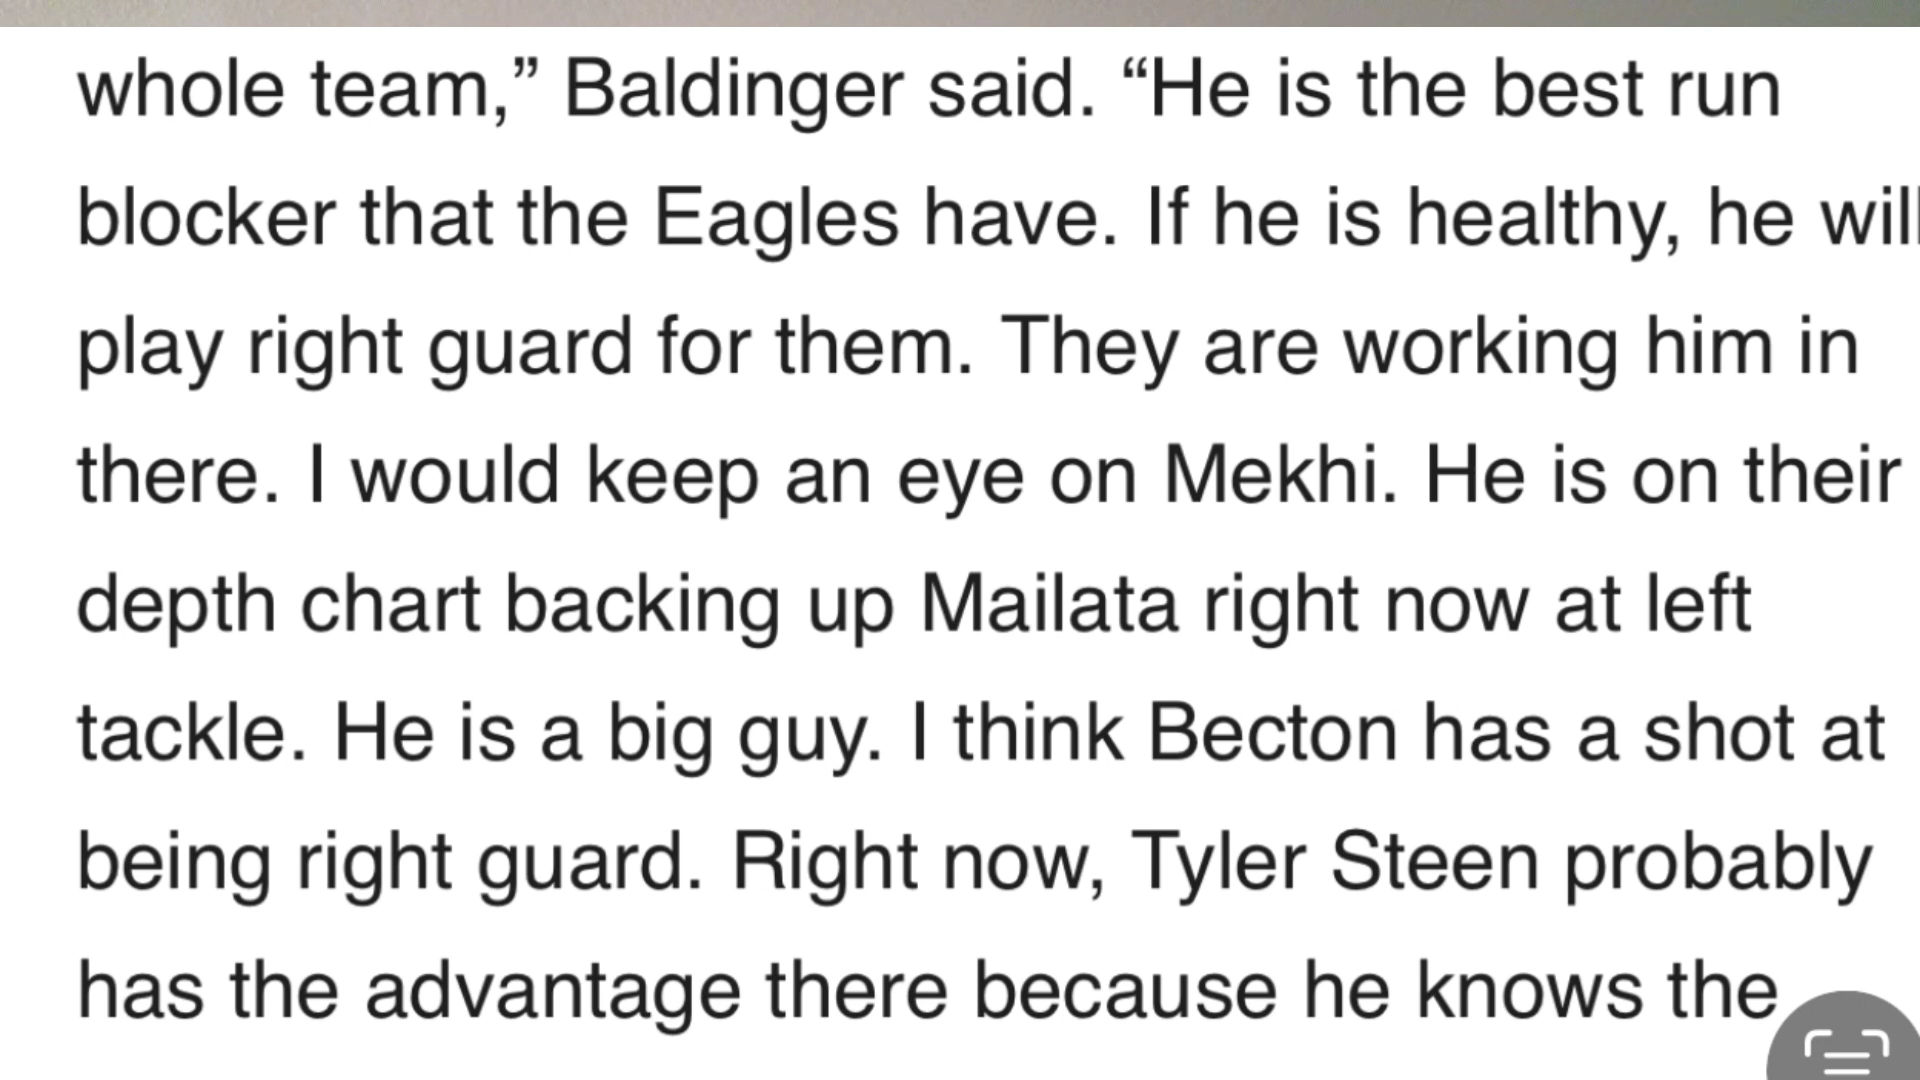 whole team,” Baldinger said. “He is the best run
blocker that the Eagles have. If he is healthy, he will
play right guard for them. They are working him in
there. I would keep an eye on Mekhi. He is on their
depth chart backing up Mailata right now at left
tackle. He is a big guy. I think Becton has a shot at
being right guard. Right now, Tyler Steen probably
has the advantage there because he knows the